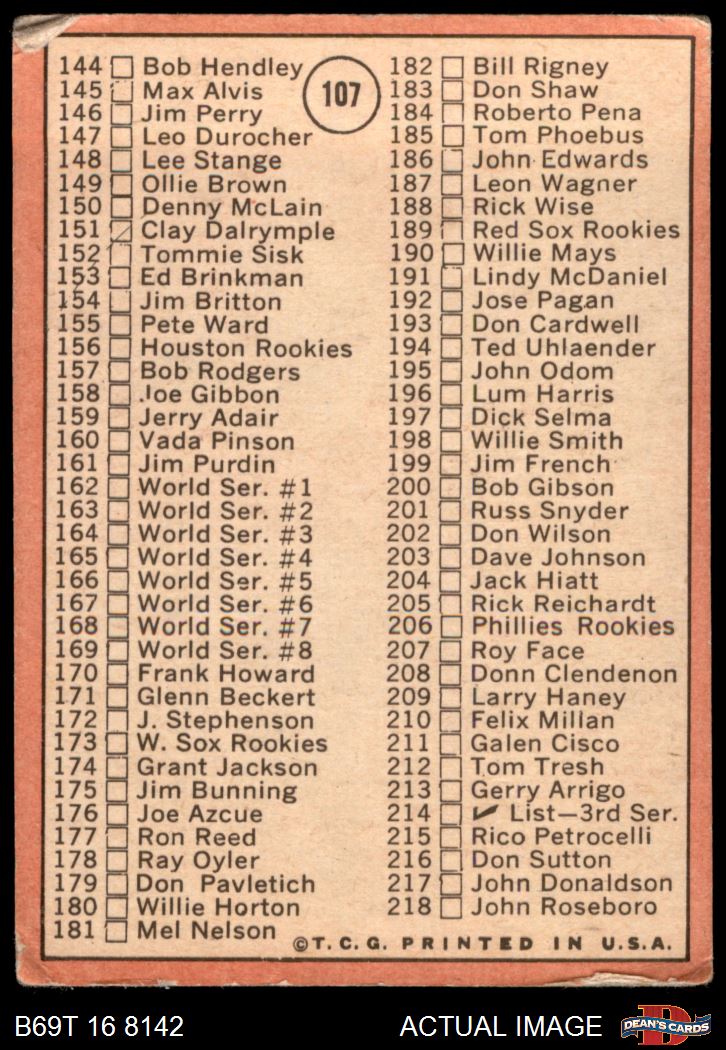 107
144 Bob Hendley
145 Max Alvis
146 Jim Perry
147 Leo Durocher
148 Lee Stange
149 Ollie Brown
150 Denny McLain
151 Clay Dalrymple
152 Tommie Sisk
153 Ed Brinkman
154 Jim Britton
155 Pete Ward
156 Houston Rookies
157 Bob Rodgers
158 Joe Gibbon
159 Jerry Adair
160 Vada Pinson
161 Jim Purdin
162 World Ser. #1
163 World Ser. #2
164 World Ser. #3
165 World Ser. #4
166 World Ser. #5
167 World Ser. #6
168 World Ser. #7
169 World Ser. #8
170 Frank Howard
171 Glenn Beckert
172 J. Stephenson
173 W. Sox Rookies
174 Grant Jackson
175 Jim Bunning
176 Joe Azcue
177 Ron Reed
178 Ray Oyler
179 Don Pavletich
180 Willie Horton
181 Mel Nelson
182 Bill Rigney
183 Don Shaw
184 Roberto Pena
185 Tom Phoebus
186 John Edwards
187 Leon Wagner
188 Rick Wise
189 Red Sox Rookies
190 Willie Mays
191 Lindy McDaniel
192 Jose Pagan
193 Don Cardwell
194 Ted Uhlaender
195 John Odom
196 Lum Harris
197 Dick Selma
198 Willie Smith
199 Jim French
200 Bob Gibson
201 Russ Snyder
202 Don Wilson
203 Dave Johnson
204 Jack Hiatt
205 Rick Reichardt
206 Phillies Rookies
207 Roy Face
208 Donn Clendenon
209 Larry Haney
210 Felix Millan
211 Galen Cisco
212 Tom Tresh
213 Gerry Arrigo
214 ✔ List—3rd Ser.
215 Rico Petrocelli
216 Don Sutton
217 John Donaldson
218 John Roseboro
©T.C.G. PRINTED IN U.S.A.
B69T 16 8142
ACTUAL IMAGE
D
DEAN'S CARDS